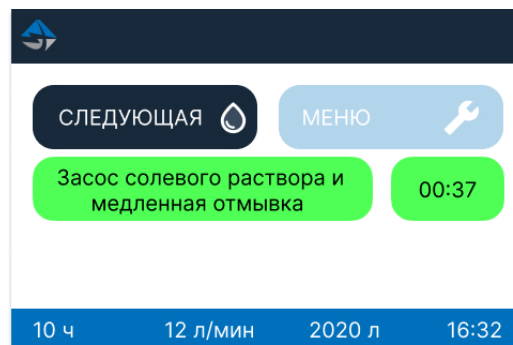 СЛЕДУЮЩАЯ МЕНЮ
Засос солевого раствора и
медленная отмывка 00:37
10 ч 12 л/мин 2020 л 16:32